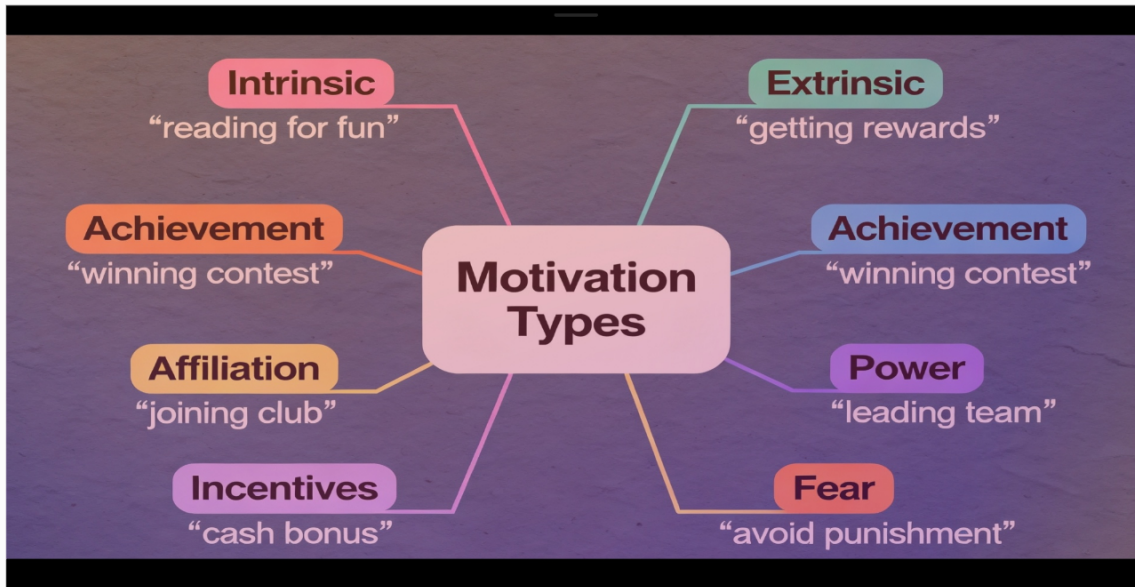 Intrinsic
“reading for fun”
Extrinsic
“getting rewards”
Achievement
“winning contest”
Achievement
“winning contest”
Motivation
Types
Affiliation
“joining club”
Power
“leading team”
Incentives
“cash bonus”
Fear
“avoid punishment”